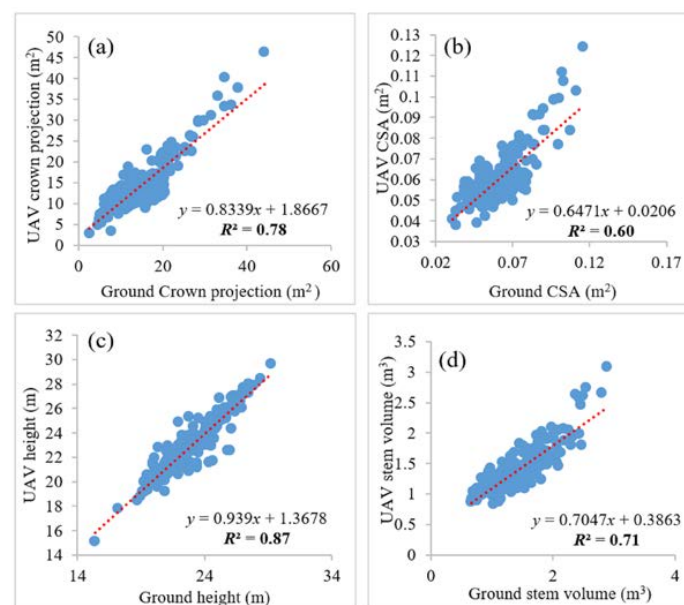 (a)
UAV crown projection (m²)
50
45
40
35
30
25
20
15
10
5
0
y = 0.8339x + 1.8667
R² = 0.78
0
20
40
60
Ground Crown projection (m²)
(b)
UAV CSA (m²)
0.13
0.12
0.11
0.1
0.09
0.08
0.07
0.06
0.05
0.04
0.03
y = 0.6471x + 0.0206
R² = 0.60
0.02
0.07
0.12
0.17
Ground CSA (m²)
(c)
UAV height (m)
32
30
28
26
24
22
20
18
16
14
y = 0.939x + 1.3678
R² = 0.87
14
24
34
Ground height (m)
(d)
UAV stem volume (m³)
3.5
3
2.5
2
1.5
1
0.5
0
y = 0.7047x + 0.3863
R² = 0.71
0
2
4
Ground stem volume (m³)